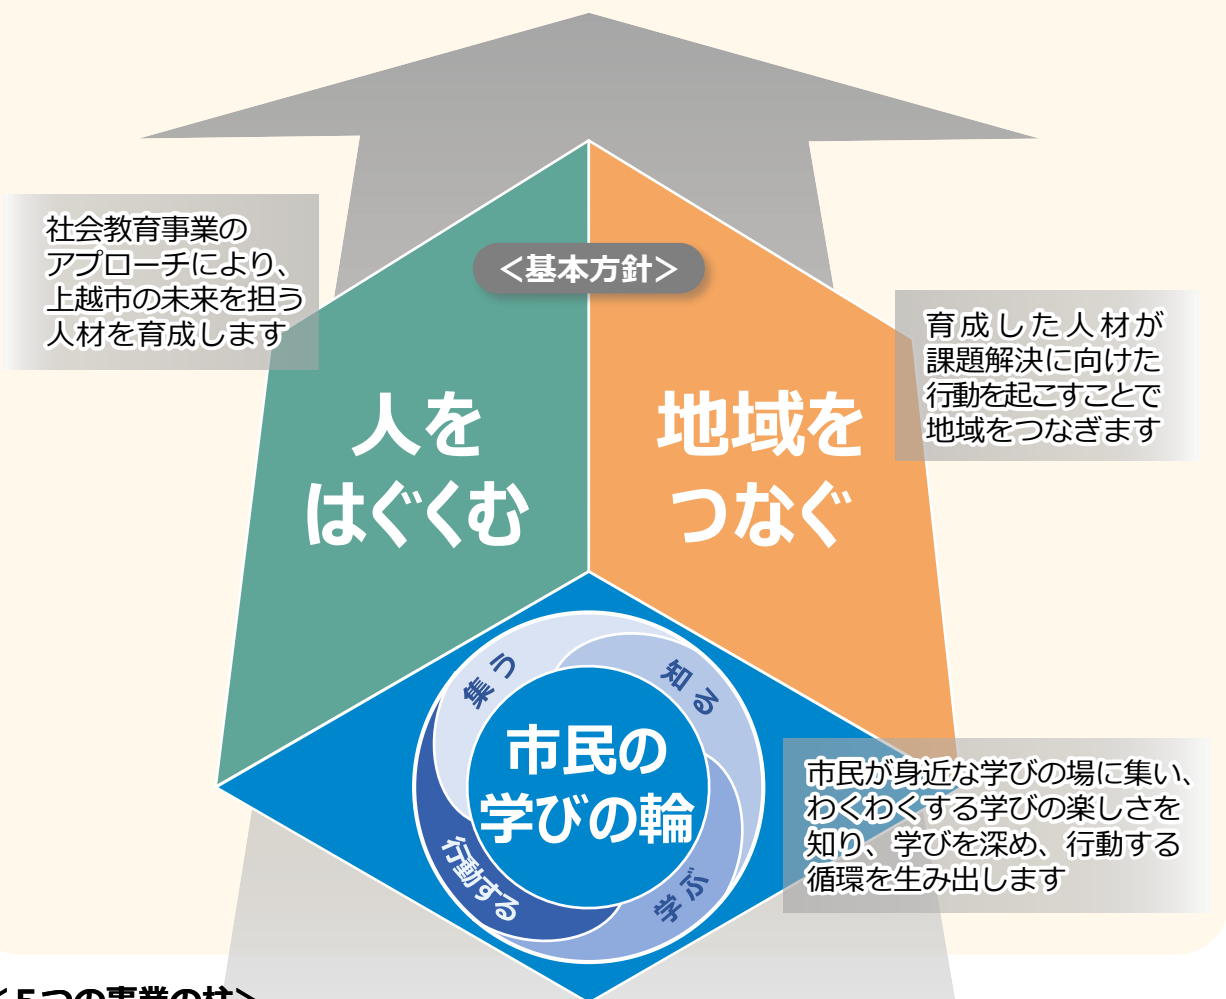 社会教育事業の
アプローチにより、
上越市の未来を担う
人材を育成します
＜基本方針＞
人を
はぐくむ
地域を
つなぐ
育成した人材が
課題解決に向けた
行動を起こすことで
地域をつなぎます
集う
知る
学ぶ
行動する
市民の
学びの輪
市民が身近な学びの場に集い、
わくわくする学びの楽しさを
知り、学びを深め、行動する
循環を生み出します
＜５つの事業の柱＞